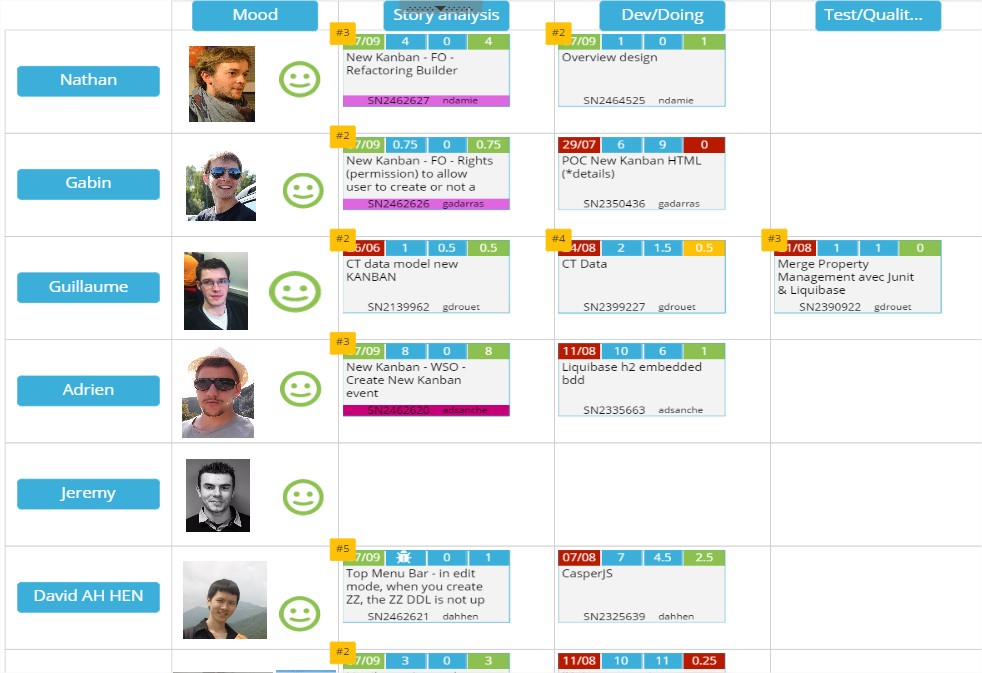 Mood
Story analysis
Dev/Doing
Test/Qualit...
Nathan
#3
7/09 4 0 4
New Kanban - FO -
Refactoring Builder
SN2462627 ndamie
#2
7/09 1 0 1
Overview design
SN2464525 ndamie
Gabin
#2
7/09 0.75 0 0.75
New Kanban - FO - Rights
(permission) to allow
user to create or not a
SN2462626 gadarras
29/07 6 9 0
POC New Kanban HTML
(*details)
SN2350436 gadarras
Guillaume
#2
6/06 1 0.5 0.5
CT data model new
KANBAN
SN2139962 gdrouet
#4
4/08 2 1.5 0.5
CT Data
SN2399227 gdrouet
#3
1/08 1 1 0
Merge Property
Management avec Junit
& Liquibase
SN2390922 gdrouet
Adrien
#3
7/09 8 0 8
New Kanban - WSO -
Create New Kanban
event
SN2462620 adsanche
11/08 10 6 1
Liquibase h2 embedded
bdd
SN2335663 adsanche
Jeremy
David AH HEN
#5
7/09 0 1
Top Menu Bar - in edit
mode, when you create
ZZ, the ZZ DDL is not up
SN2462621 dahhen
07/08 7 4.5 2.5
CasperJS
SN2325639 dahhen
#2
7/09 3 0 3
11/08 10 11 0.25